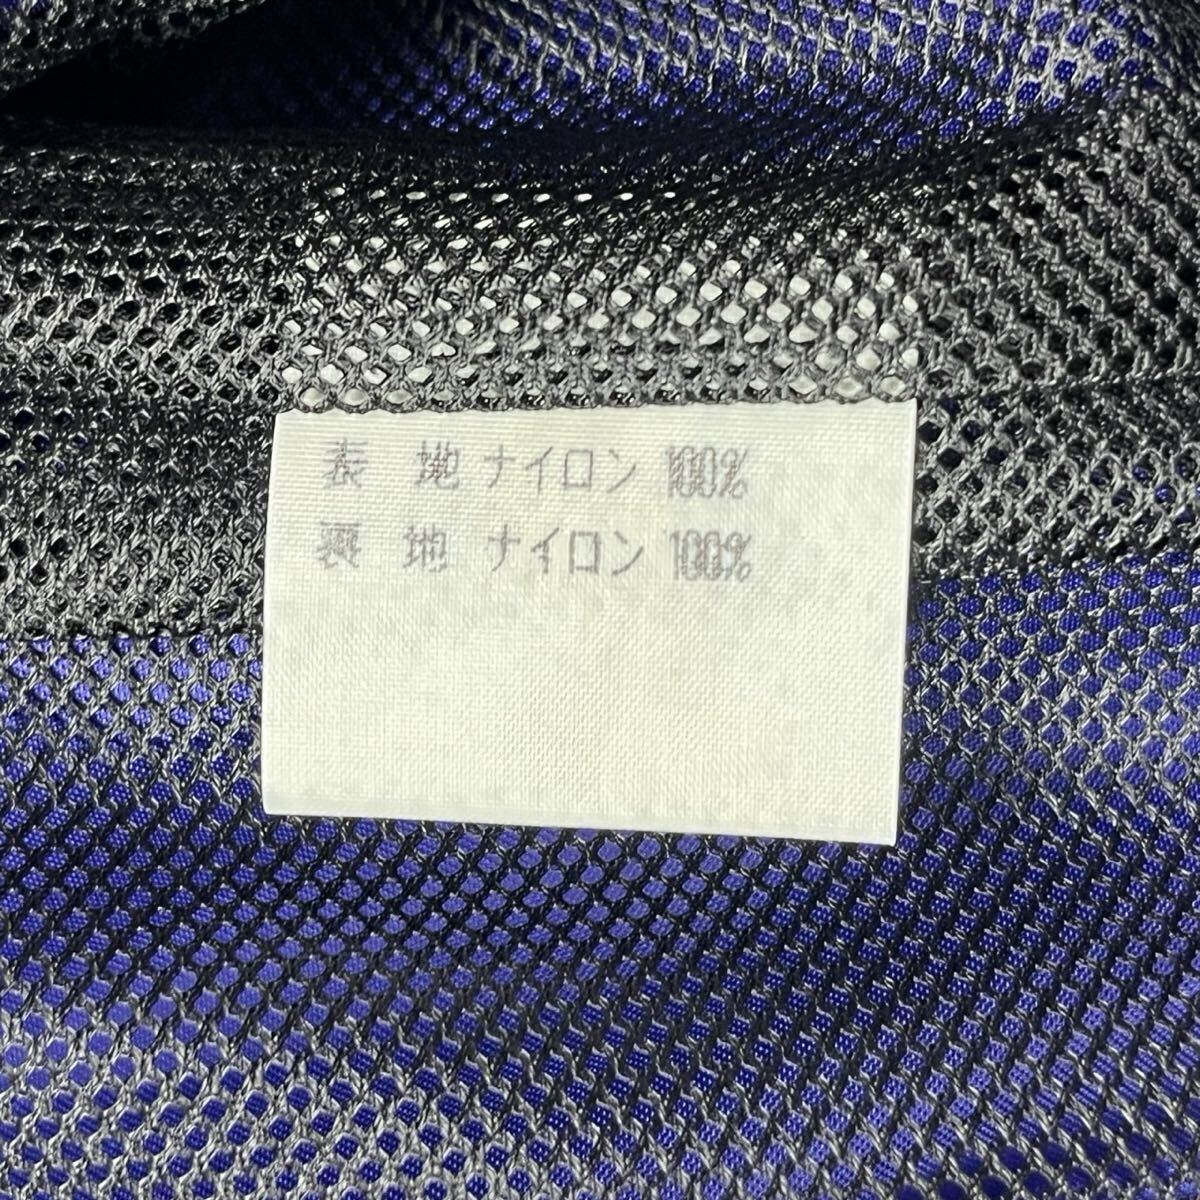 表 地 ナイロン 100%
裏 地 ナイロン 100%